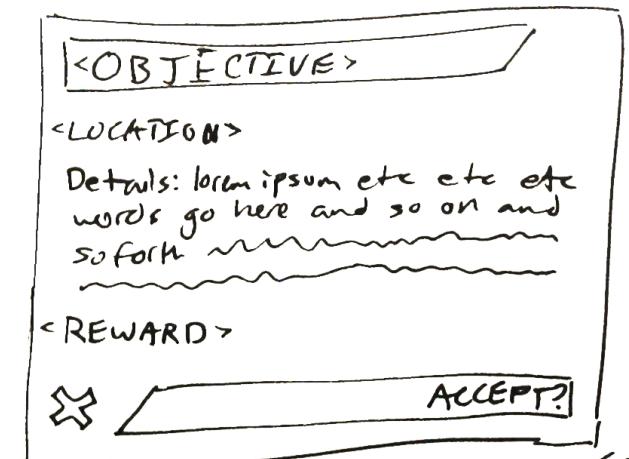 <OBJECTIVE>
<LOCATION>
Details: lorem ipsum etc etc etc
words go here and so on and
so forth
<REWARD>
ACCEPT?